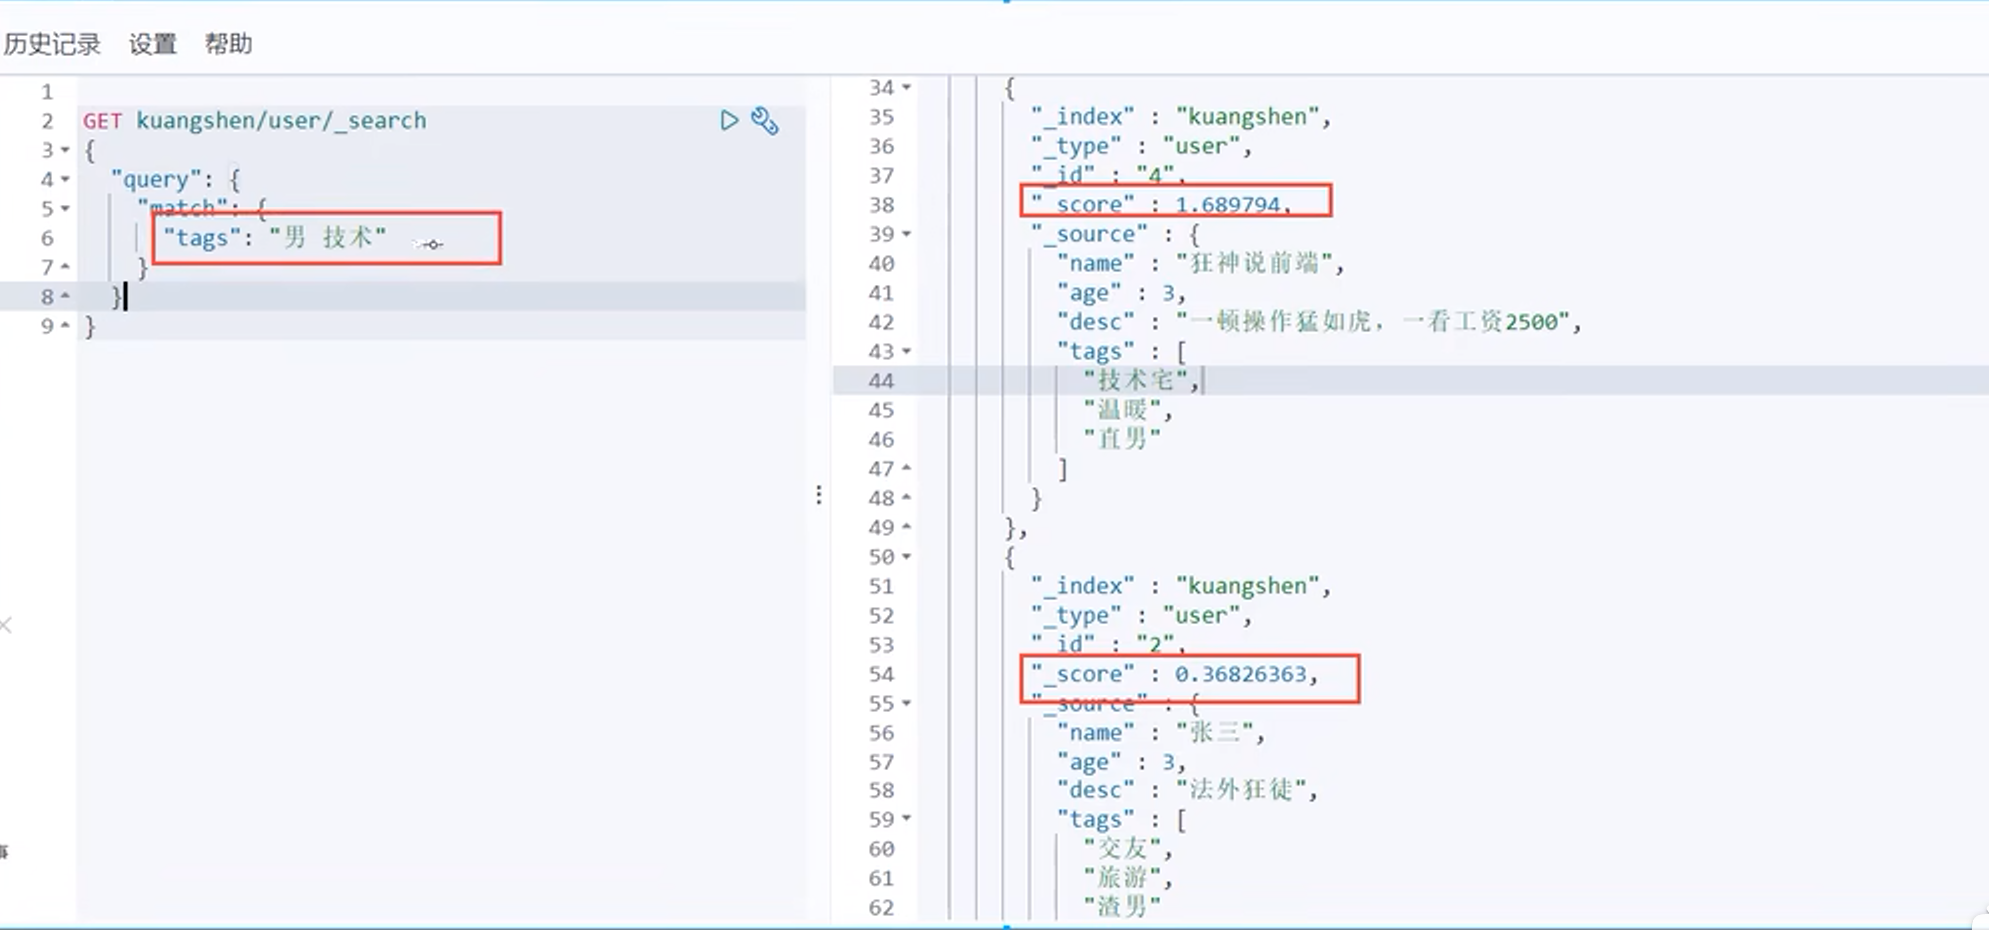 历史记录 设置 帮助
1
2 GET kuangshen/user/_search
3 {
4 "query": {
5 "match": {
6 "tags": "男 技术"
7 }
8 }
9 }
34 {
35 "_index" : "kuangshen",
36 "_type" : "user",
37 "_id" : "4",
38 "_score" : 1.689794,
39 "_source" : {
40 "name" : "狂神说前端",
41 "age" : 3,
42 "desc" : "一顿操作猛如虎，一看工资2500",
43 "tags" : [
44 "技术宅",
45 "温暖",
46 "直男"
47 ]
48 }
49 },
50 {
51 "_index" : "kuangshen",
52 "_type" : "user",
53 "_id" : "2",
54 "_score" : 0.36826363,
55 "_source" : {
56 "name" : "张三",
57 "age" : 3,
58 "desc" : "法外狂徒",
59 "tags" : [
60 "交友",
61 "旅游",
62 "渣男"